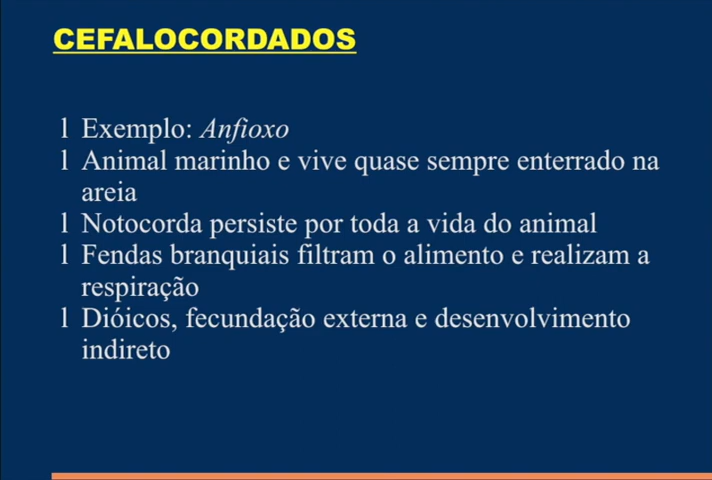 CEFALOCORDADOS
l Exemplo: Anfioxo
l Animal marinho e vive quase sempre enterrado na
areia
l Notocorda persiste por toda a vida do animal
l Fendas branquiais filtram o alimento e realizam a
respiração
l Dióicos, fecundação externa e desenvolvimento
indireto